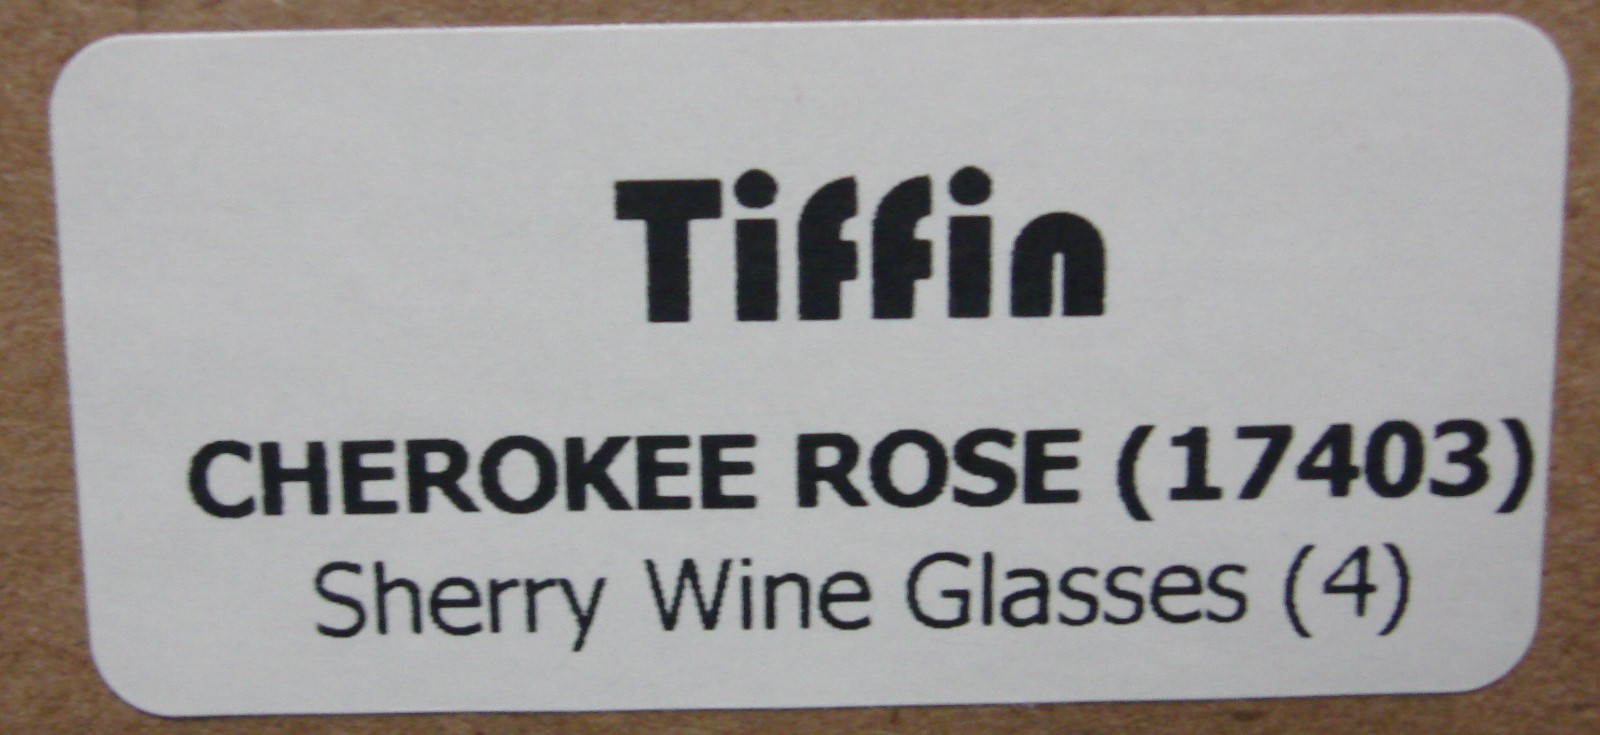 Tiffin
CHEROKEE ROSE (17403)
Sherry Wine Glasses (4)